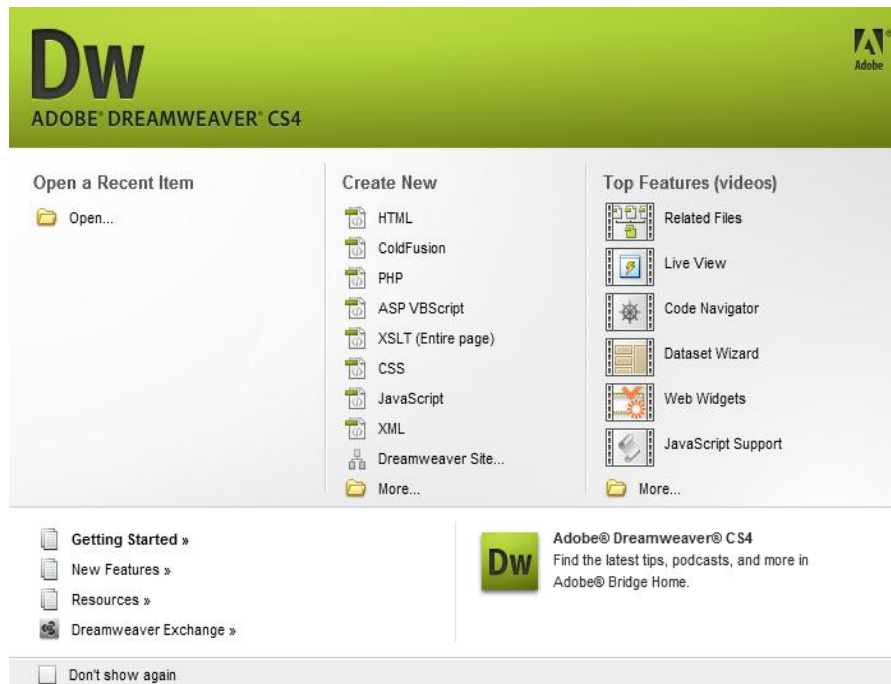 Dw
ADOBE® DREAMWEAVER® CS4
Adobe®
Open a Recent Item
Open...
Create New
HTML
ColdFusion
PHP
ASP VBScript
XSLT (Entire page)
CSS
JavaScript
XML
Dreamweaver Site...
More...
Top Features (videos)
Related Files
Live View
Code Navigator
Dataset Wizard
Web Widgets
JavaScript Support
More...
Getting Started »
New Features »
Resources »
Dreamweaver Exchange »
Dw
Adobe® Dreamweaver® CS4
Find the latest tips, podcasts, and more in
Adobe® Bridge Home.
Don't show again